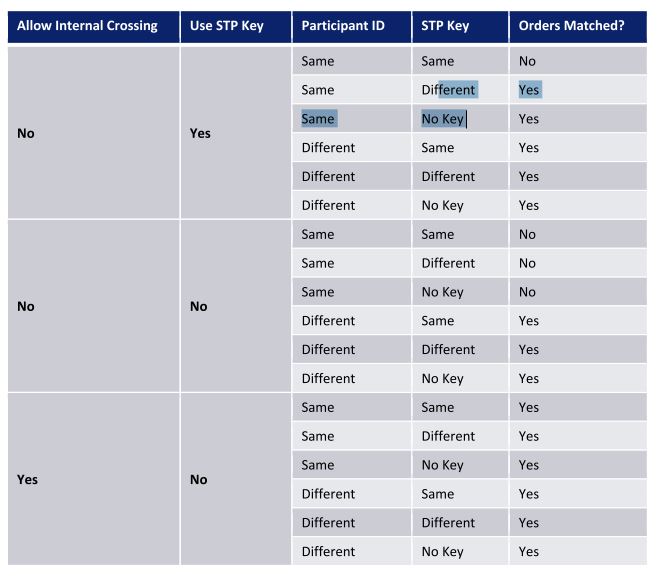 Allow Internal Crossing Use STP Key Participant ID STP Key Orders Matched?
Same Same No
Same Different Yes
No Yes Same No Key Yes
Different Same Yes
Different Different Yes
Different No Key Yes
Same Same No
Same Different No
No No Same No Key No
Different Same Yes
Different Different Yes
Different No Key Yes
Same Same Yes
Same Different Yes
Yes No Same No Key Yes
Different Same Yes
Different Different Yes
Different No Key Yes